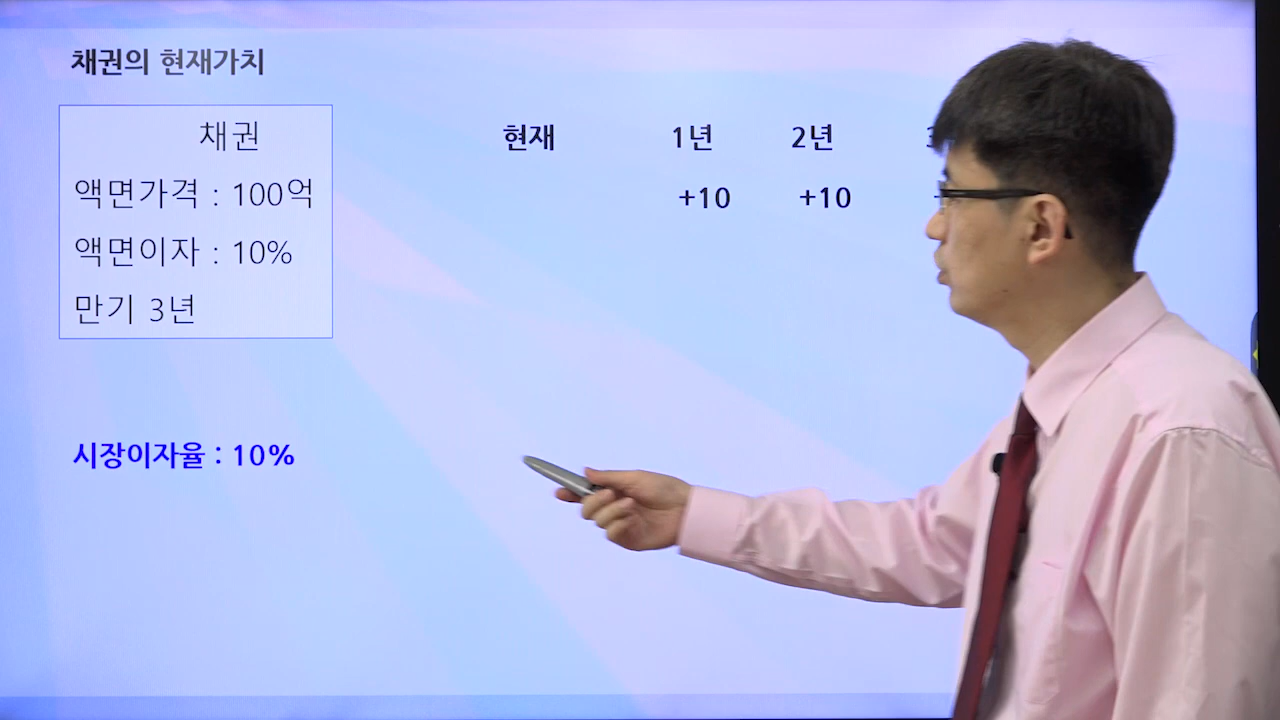 채권의 현재가치
채권
액면가격 : 100억
액면이자 : 10%
만기 3년
현재 1년 2년
+10 +10
시장이자율 : 10%